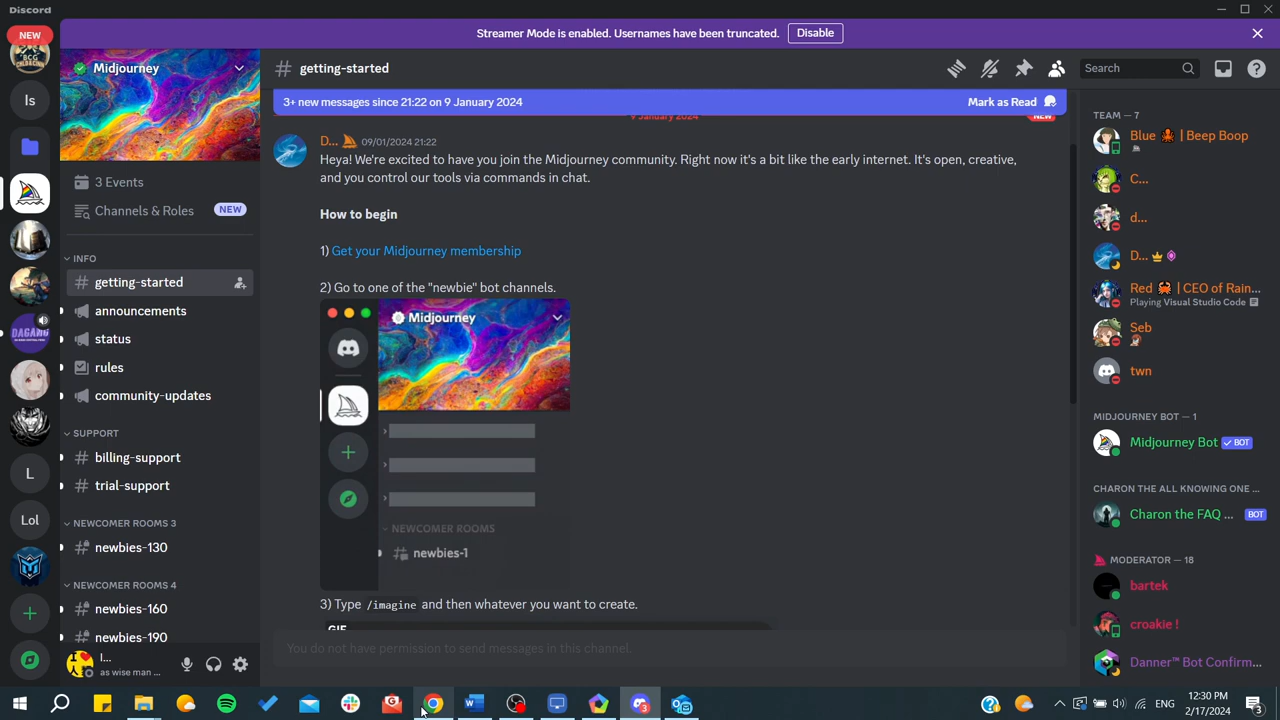 Discord
Streamer Mode is enabled. Usernames have been truncated. Disable
NEW
BCG
Is
L
Lol
Midjourney
3 Events
Channels & Roles NEW
INFO
getting-started
announcements
status
rules
community-updates
SUPPORT
billing-support
trial-support
NEWCOMER ROOMS 3
newbies-130
NEWCOMER ROOMS 4
newbies-160
newbies-190
I...
as wise man ...
# getting-started
Search
3+ new messages since 21:22 on 9 January 2024 Mark as Read
9 January 2024 NEW
D... 09/01/2024 21:22
Heya! We're excited to have you join the Midjourney community. Right now it's a bit like the early internet. It's open, creative,
and you control our tools via commands in chat.
How to begin
1) Get your Midjourney membership
2) Go to one of the "newbie" bot channels.
Midjourney
NEWCOMER ROOMS
newbies-1
3) Type /imagine and then whatever you want to create.
GIF
You do not have permission to send messages in this channel.
TEAM — 7
Blue | Beep Boop
C...
d...
D...
Red | CEO of Rain...
Playing Visual Studio Code
Seb
twn
MIDJOURNEY BOT — 1
Midjourney Bot BOT
CHARON THE ALL KNOWING ONE ...
Charon the FAQ ... BOT
MODERATOR — 18
bartek
croakie !
Danner™ Bot Confirm...
ENG
12:30 PM
2/17/2024
3